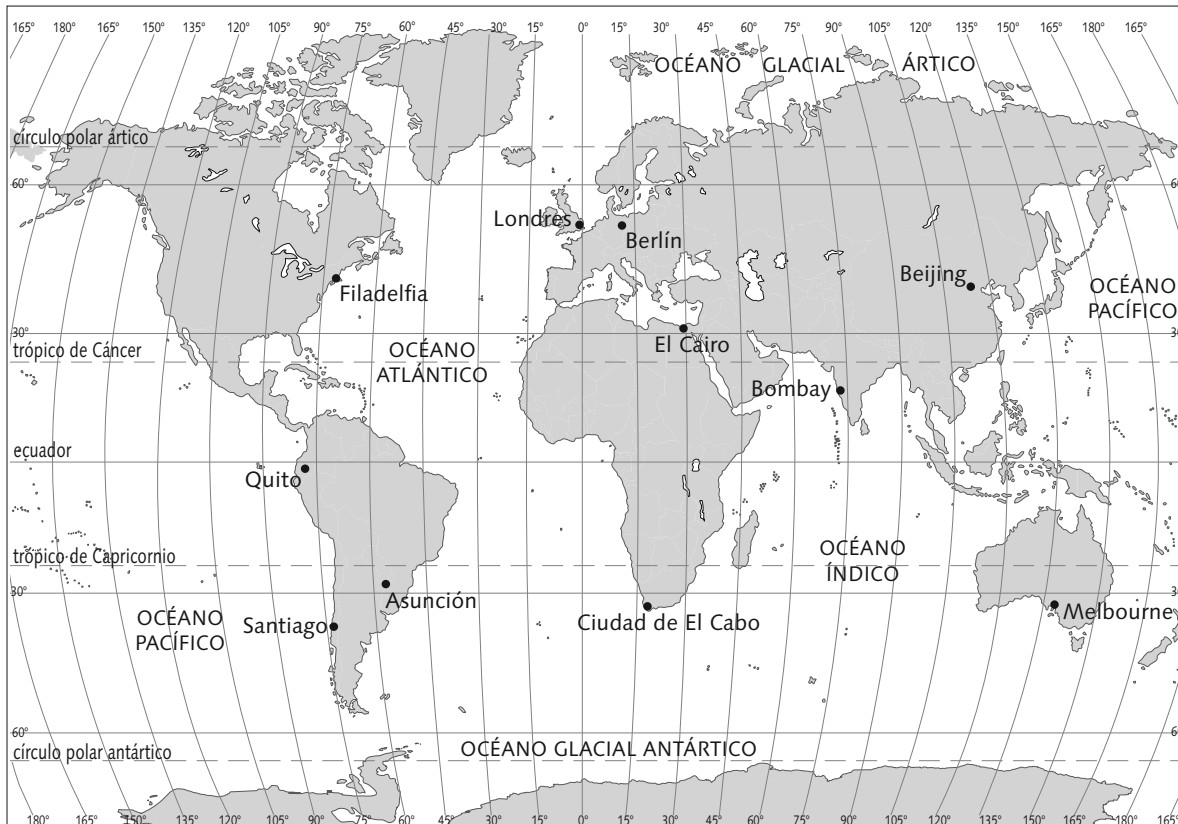 165° 180° 165° 150° 135° 120° 105° 90° 75° 60° 45 30 15 0 15° 30° 45° 60° 75° 90° 105° 120° 135° 150° 165° 180° 165°
OCÉANO GLACIAL ÁRTICO
círculo polar ártico
60° 60
Londres
Berlín
Beijing
Filadelfia
OCÉANO
PACÍFICO
30° 30
El Cairo
trópico de Cáncer
OCÉANO
ATLÁNTICO
Bombay
ecuador
Quito
trópico de Capricornio
OCÉANO
ÍNDICO
30° 30
Asunción
OCÉANO
PACÍFICO
Santiago
Ciudad de El Cabo
Melbourne
60° 60
círculo polar antártico
OCÉANO GLACIAL ANTÁRTICO
180° 165° 150° 135° 120° 105° 90° 75° 60° 45 30 15 0 15° 30° 45° 60° 75° 90° 105° 120° 135° 150° 165° 180° 165°